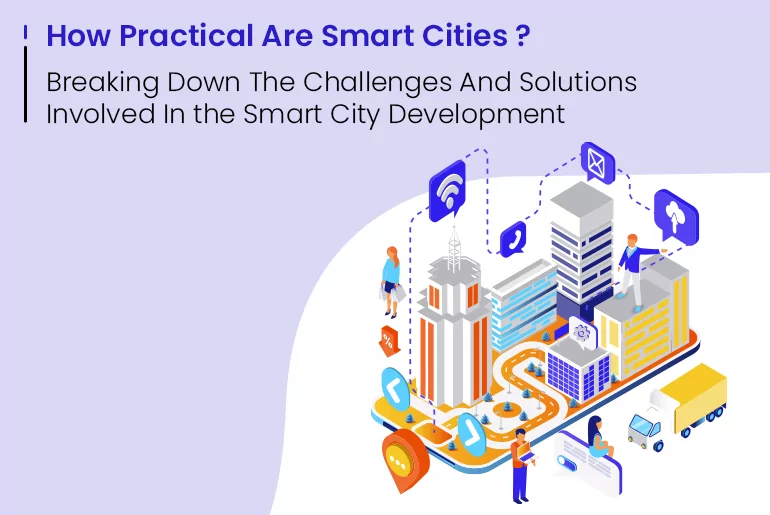 How Practical Are Smart Cities ?
Breaking Down The Challenges And Solutions
Involved In the Smart City Development
%